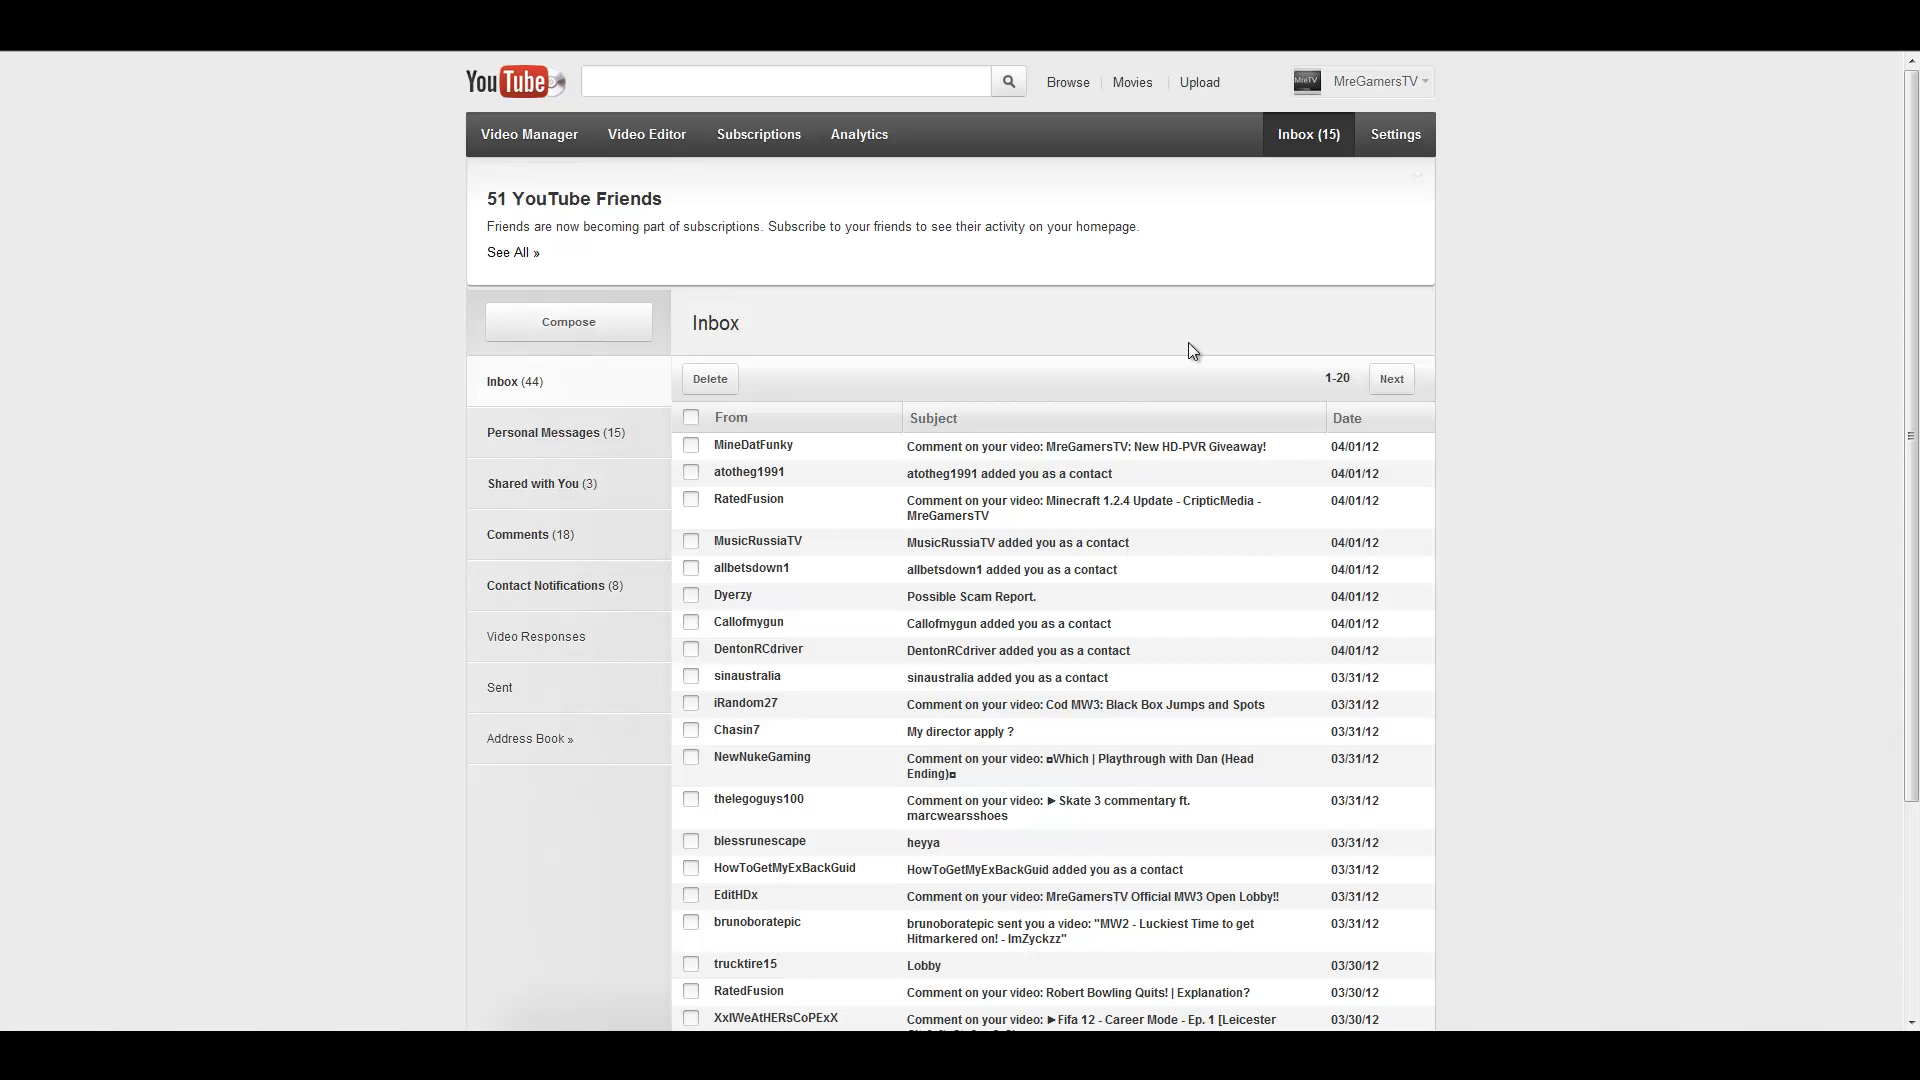 YouTube
Browse
Movies
Upload
MreTV
MreGamersTV
Video Manager
Video Editor
Subscriptions
Analytics
Inbox (15)
Settings
51 YouTube Friends
Friends are now becoming part of subscriptions. Subscribe to your friends to see their activity on your homepage.
See All »
Compose
Inbox
Inbox (44)
Personal Messages (15)
Shared with You (3)
Comments (18)
Contact Notifications (8)
Video Responses
Sent
Address Book »
Delete
1-20
Next
From Subject Date
MineDatFunky Comment on your video: MreGamersTV: New HD-PVR Giveaway! 04/01/12
atotheg1991 atotheg1991 added you as a contact 04/01/12
RatedFusion Comment on your video: Minecraft 1.2.4 Update - CripticMedia - 04/01/12
MreGamersTV
MusicRussiaTV MusicRussiaTV added you as a contact 04/01/12
allbetsdown1 allbetsdown1 added you as a contact 04/01/12
Dyerzy Possible Scam Report. 04/01/12
Callofmygun Callofmygun added you as a contact 04/01/12
DentonRCdriver DentonRCdriver added you as a contact 04/01/12
sinaustralia sinaustralia added you as a contact 03/31/12
iRandom27 Comment on your video: Cod MW3: Black Box Jumps and Spots 03/31/12
Chasin7 My director apply ? 03/31/12
NewNukeGaming Comment on your video: ◘Which | Playthrough with Dan (Head 03/31/12
Ending)◘
thelegoguys100 Comment on your video: ►Skate 3 commentary ft. 03/31/12
marcwearsshoes
blessrunescape heyya 03/31/12
HowToGetMyExBackGuid HowToGetMyExBackGuid added you as a contact 03/31/12
EditHDx Comment on your video: MreGamersTV Official MW3 Open Lobby!! 03/31/12
brunoboratepic brunoboratepic sent you a video: "MW2 - Luckiest Time to get 03/31/12
Hitmarkered on! - ImZyckzz"
trucktire15 Lobby 03/30/12
RatedFusion Comment on your video: Robert Bowling Quits! | Explanation? 03/30/12
XxIWeAtHERsCoPExX Comment on your video: ►Fifa 12 - Career Mode - Ep. 1 [Leicester 03/30/12